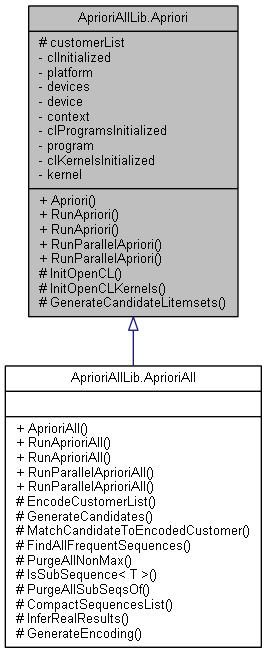 AprioriAllLib.Apriori
# customerList
- clInitialized
- platform
- devices
- device
- context
- clProgramsInitialized
- program
- clKernelsInitialized
- kernel
+ Apriori()
+ RunApriori()
+ RunApriori()
+ RunParallelApriori()
+ RunParallelApriori()
# InitOpenCL()
# InitOpenCLKernels()
# GenerateCandidateLitemsets()
AprioriAllLib.AprioriAll
+ AprioriAll()
+ RunAprioriAll()
+ RunAprioriAll()
+ RunParallelAprioriAll()
+ RunParallelAprioriAll()
# EncodeCustomerList()
# GenerateCandidates()
# MatchCandidateToEncodedCustomer()
# FindAllFrequentSequences()
# PurgeAllNonMax()
# IsSubSequence< T >()
# PurgeAllSubSeqsOf()
# CompactSequencesList()
# InferRealResults()
# GenerateEncoding()